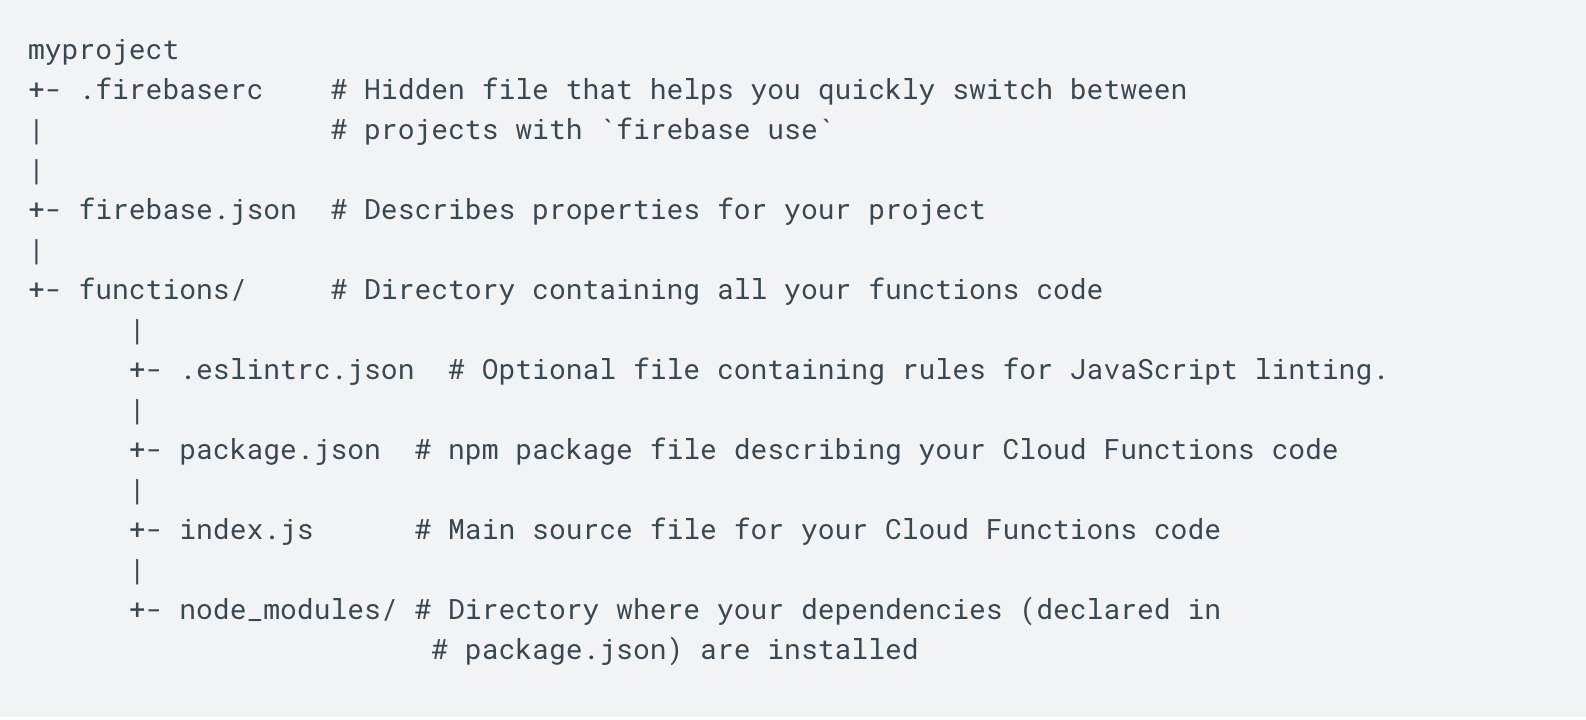 myproject
+- .firebaserc    # Hidden file that helps you quickly switch between
|                 # projects with `firebase use`
|
+- firebase.json  # Describes properties for your project
|
+- functions/     # Directory containing all your functions code
      |
      +- .eslintrc.json  # Optional file containing rules for JavaScript linting.
      |
      +- package.json  # npm package file describing your Cloud Functions code
      |
      +- index.js      # Main source file for your Cloud Functions code
      |
      +- node_modules/ # Directory where your dependencies (declared in
                        # package.json) are installed